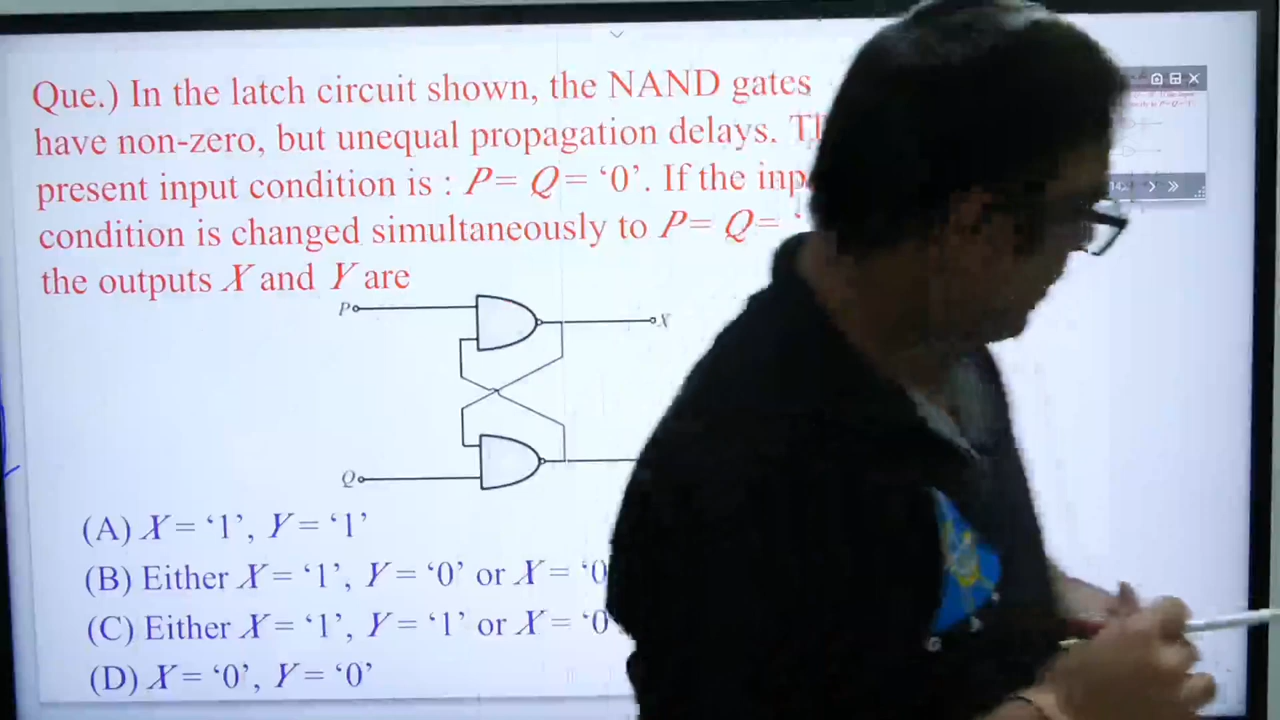 Que.) In the latch circuit shown, the NAND gates
have non-zero, but unequal propagation delays.
present input condition is : P= Q= ‘0’. If the
condition is changed simultaneously to P= Q=
the outputs X and Y are
P
X
Q
(A) X= ‘1’, Y= ‘1’
(B) Either X= ‘1’, Y= ‘0’ or X= ‘0
(C) Either X= ‘1’, Y= ‘1’ or X= ‘0
(D) X= ‘0’, Y= ‘0’